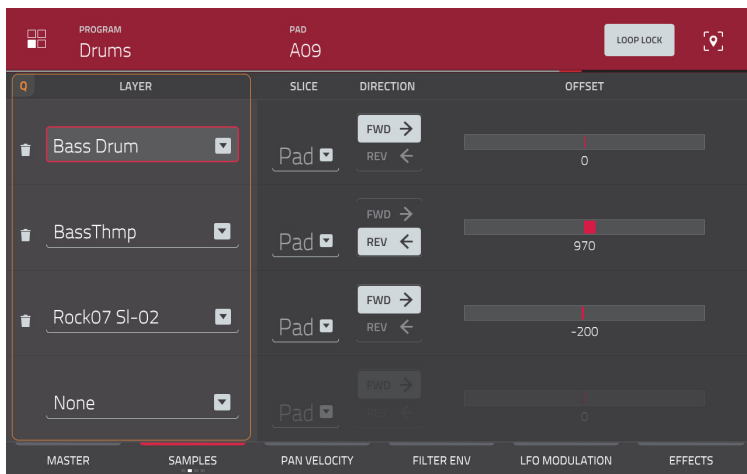 PROGRAM PAD
Drums A09 LOOP LOCK
Q LAYER SLICE DIRECTION OFFSET
FWD
Bass Drum Pad REV 0
FWD
BassThmp Pad REV 970
FWD
Rock07 Sl-02 Pad REV -200
FWD
None Pad REV 0
MASTER SAMPLES PAN VELOCITY FILTER ENV LFO MODULATION EFFECTS